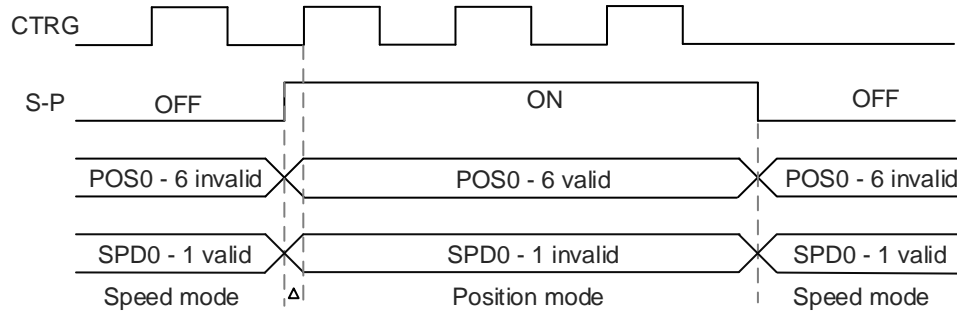 CTRG
S-P OFF ON OFF
POS0 - 6 invalid POS0 - 6 valid POS0 - 6 invalid
SPD0 - 1 valid SPD0 - 1 invalid SPD0 - 1 valid
Speed mode Δ Position mode Speed mode